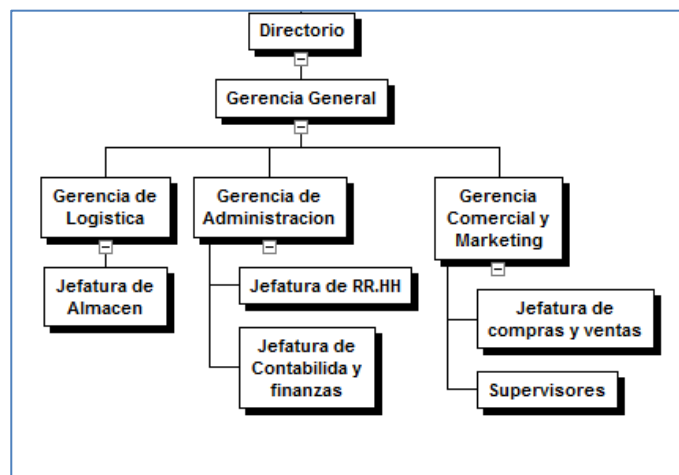 Directorio
Gerencia General
Gerencia de
Logistica
Gerencia de
Administracion
Gerencia
Comercial y
Marketing
Jefatura de
Almacen
Jefatura de RR.HH
Jefatura de
Contabilida y
finanzas
Jefatura de
compras y ventas
Supervisores